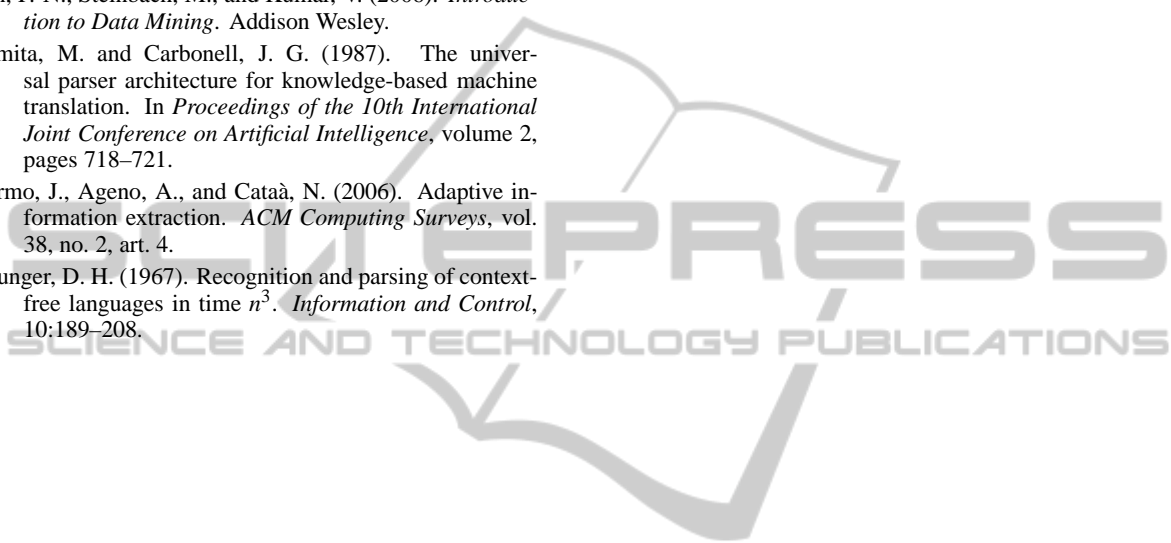 P. N., Steinbach, M., and Kumar, V. (2006). Introduc-
tion to Data Mining. Addison Wesley.
mita, M. and Carbonell, J. G. (1987). The univer-
sal parser architecture for knowledge-based machine
translation. In Proceedings of the 10th International
Joint Conference on Artificial Intelligence, volume 2,
pages 718–721.
rmo, J., Ageno, A., and Cataà, N. (2006). Adaptive in-
formation extraction. ACM Computing Surveys, vol.
38, no. 2, art. 4.
unger, D. H. (1967). Recognition and parsing of context-
free languages in time n³. Information and Control,
10:189–208.
SCITEPRESS
SCIENCE AND TECHNOLOGY PUBLICATIONS